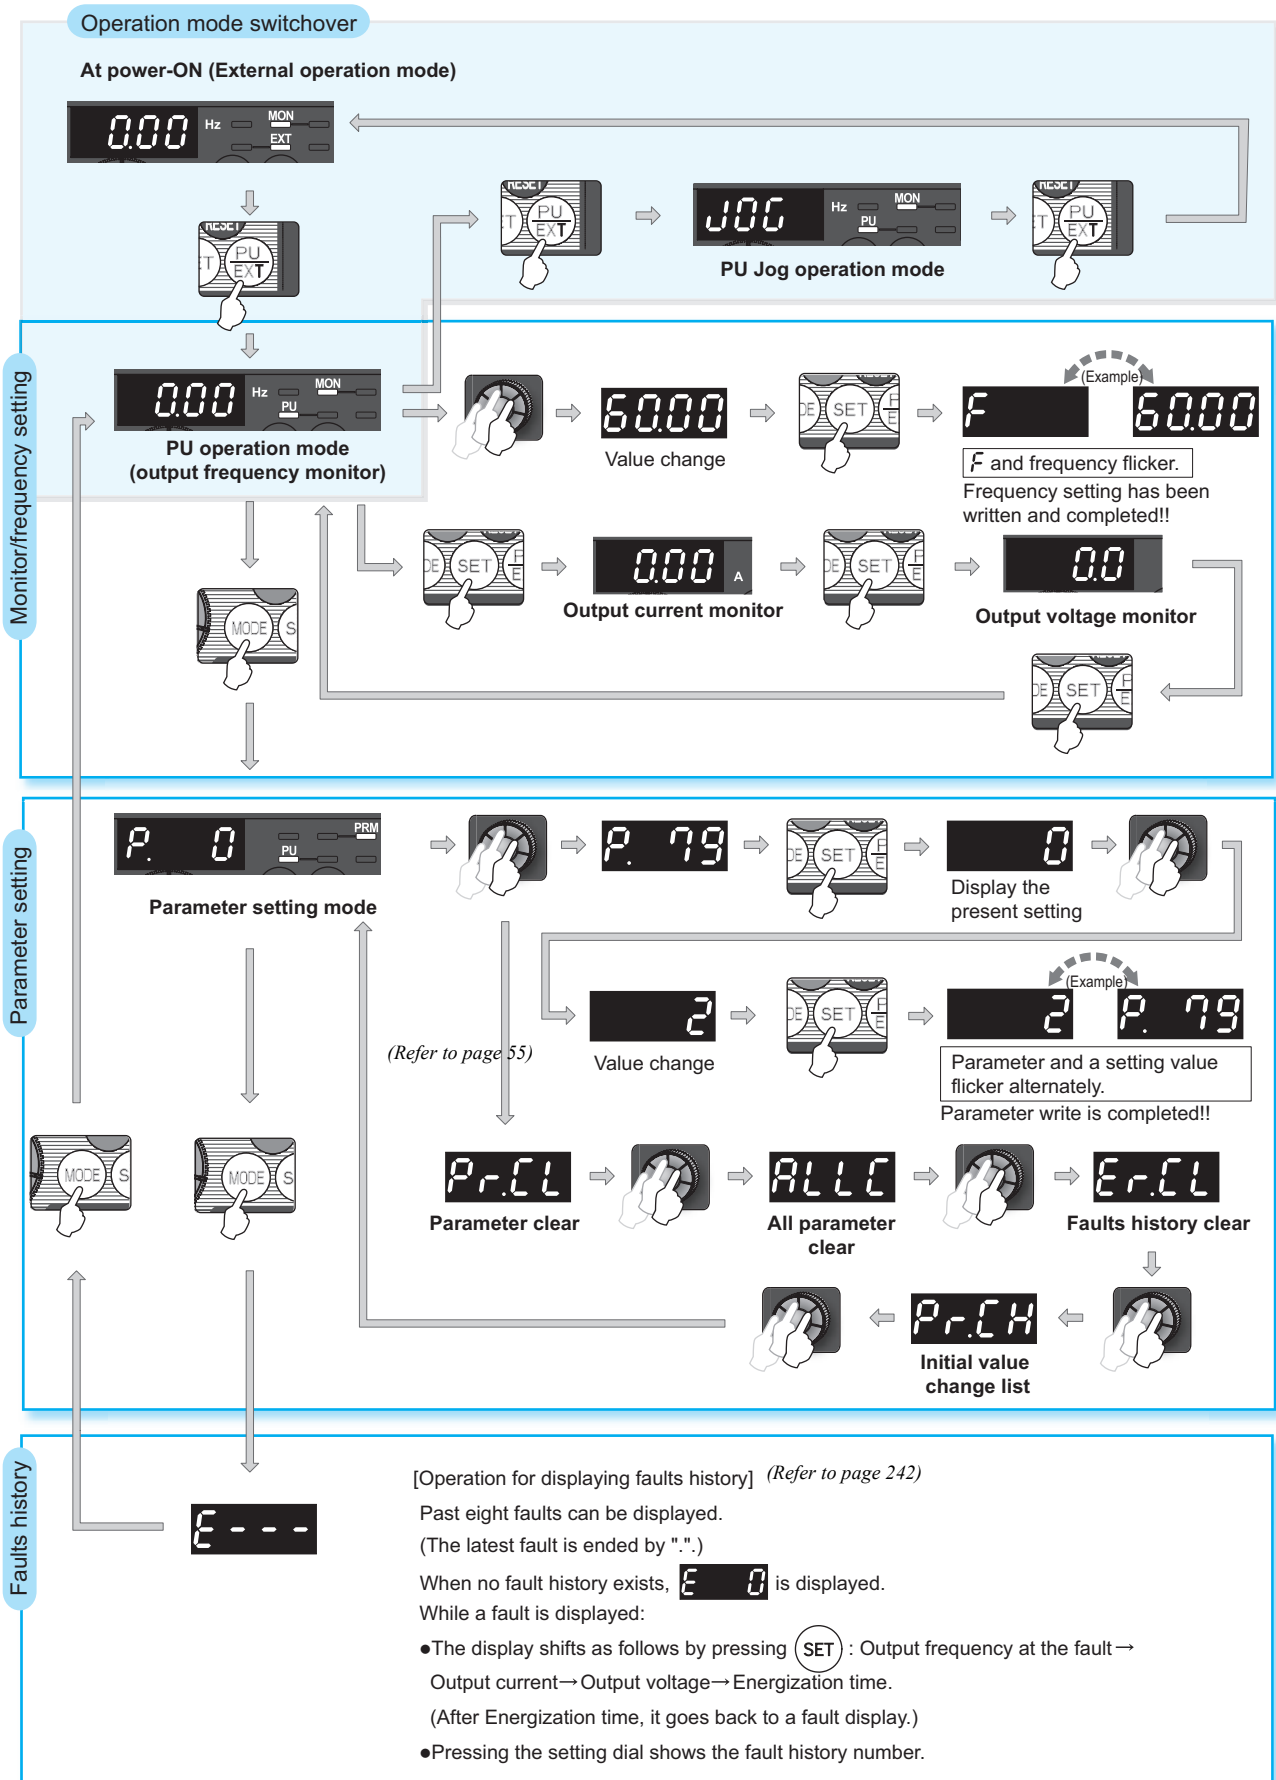 Operation mode switchover
At power-ON (External operation mode)
0.00 Hz MON EXT
RESET
PU
EXT
RESET
PU
EXT
JOG Hz MON PU
PU Jog operation mode
RESET
PU
EXT
Monitor/frequency setting
0.00 Hz MON PU
PU operation mode
(output frequency monitor)
60.00
Value change
SET
F
(Example)
60.00
F and frequency flicker.
Frequency setting has been
written and completed!!
SET
0.00 A
Output current monitor
SET
0.0
Output voltage monitor
MODE
SET
Parameter setting
P. 0 PRM PU
Parameter setting mode
P. 79
SET
0
Display the
present setting
2
Value change
SET
2
(Example)
P. 79
Parameter and a setting value
flicker alternately.
Parameter write is completed!!
(Refer to page 55)
MODE
MODE
Pr.CL
Parameter clear
ALLC
All parameter
clear
Er.CL
Faults history clear
Pr.CH
Initial value
change list
Faults history
E---
[Operation for displaying faults history] (Refer to page 242)
Past eight faults can be displayed.
(The latest fault is ended by ".".)
When no fault history exists, E 0 is displayed.
While a fault is displayed:
●The display shifts as follows by pressing SET : Output frequency at the fault→
Output current→Output voltage→Energization time.
(After Energization time, it goes back to a fault display.)
●Pressing the setting dial shows the fault history number.